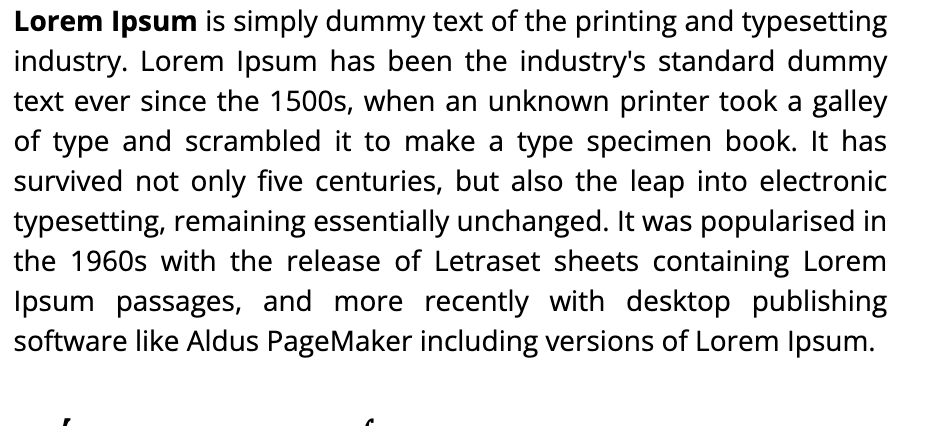 Lorem Ipsum is simply dummy text of the printing and typesetting
industry. Lorem Ipsum has been the industry's standard dummy
text ever since the 1500s, when an unknown printer took a galley
of type and scrambled it to make a type specimen book. It has
survived not only five centuries, but also the leap into electronic
typesetting, remaining essentially unchanged. It was popularised in
the 1960s with the release of Letraset sheets containing Lorem
Ipsum passages, and more recently with desktop publishing
software like Aldus PageMaker including versions of Lorem Ipsum.